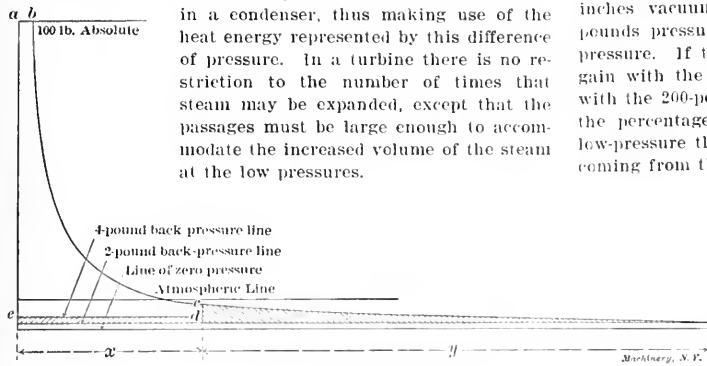 a b
100 lb. Absolute
in a condenser, thus making use of the
heat energy represented by this difference
of pressure. In a turbine there is no re-
striction to the number of times that
steam may be expanded, except that the
passages must be large enough to accom-
modate the increased volume of the steam
at the low pressures.
inches vacuum
pounds pressu
pressure. If t
gain with the
with the 200-po
the percentage
low-pressure th
coming from t
4-pound back pressure line
2-pound back-pressure line
Line of zero pressure
Atmospheric Line
c
e
d
x
y
Machinery, N. Y.